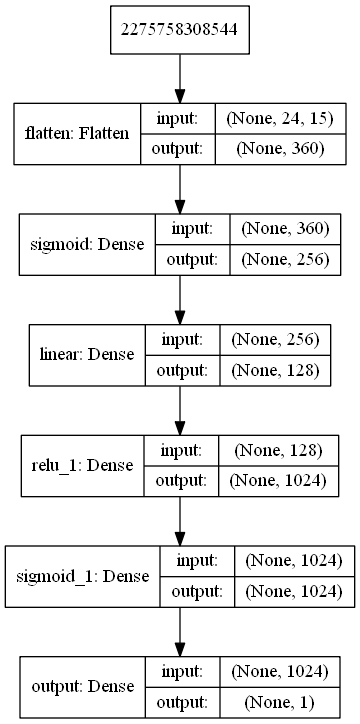 2275758308544
flatten: Flatten
input: (None, 24, 15)
output: (None, 360)
sigmoid: Dense
input: (None, 360)
output: (None, 256)
linear: Dense
input: (None, 256)
output: (None, 128)
relu_1: Dense
input: (None, 128)
output: (None, 1024)
sigmoid_1: Dense
input: (None, 1024)
output: (None, 1024)
output: Dense
input: (None, 1024)
output: (None, 1)